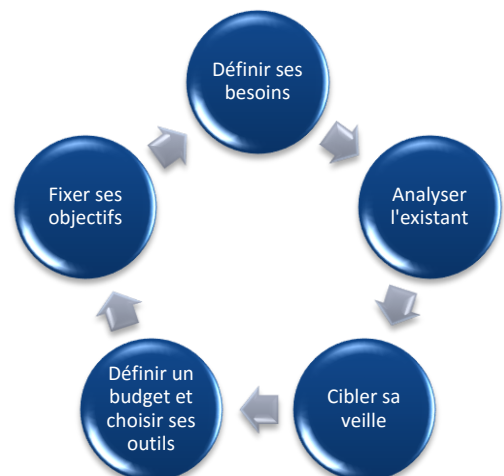 Définir ses
besoins
Analyser
l'existant
Cibler sa
veille
Définir un
budget et
choisir ses
outils
Fixer ses
objectifs